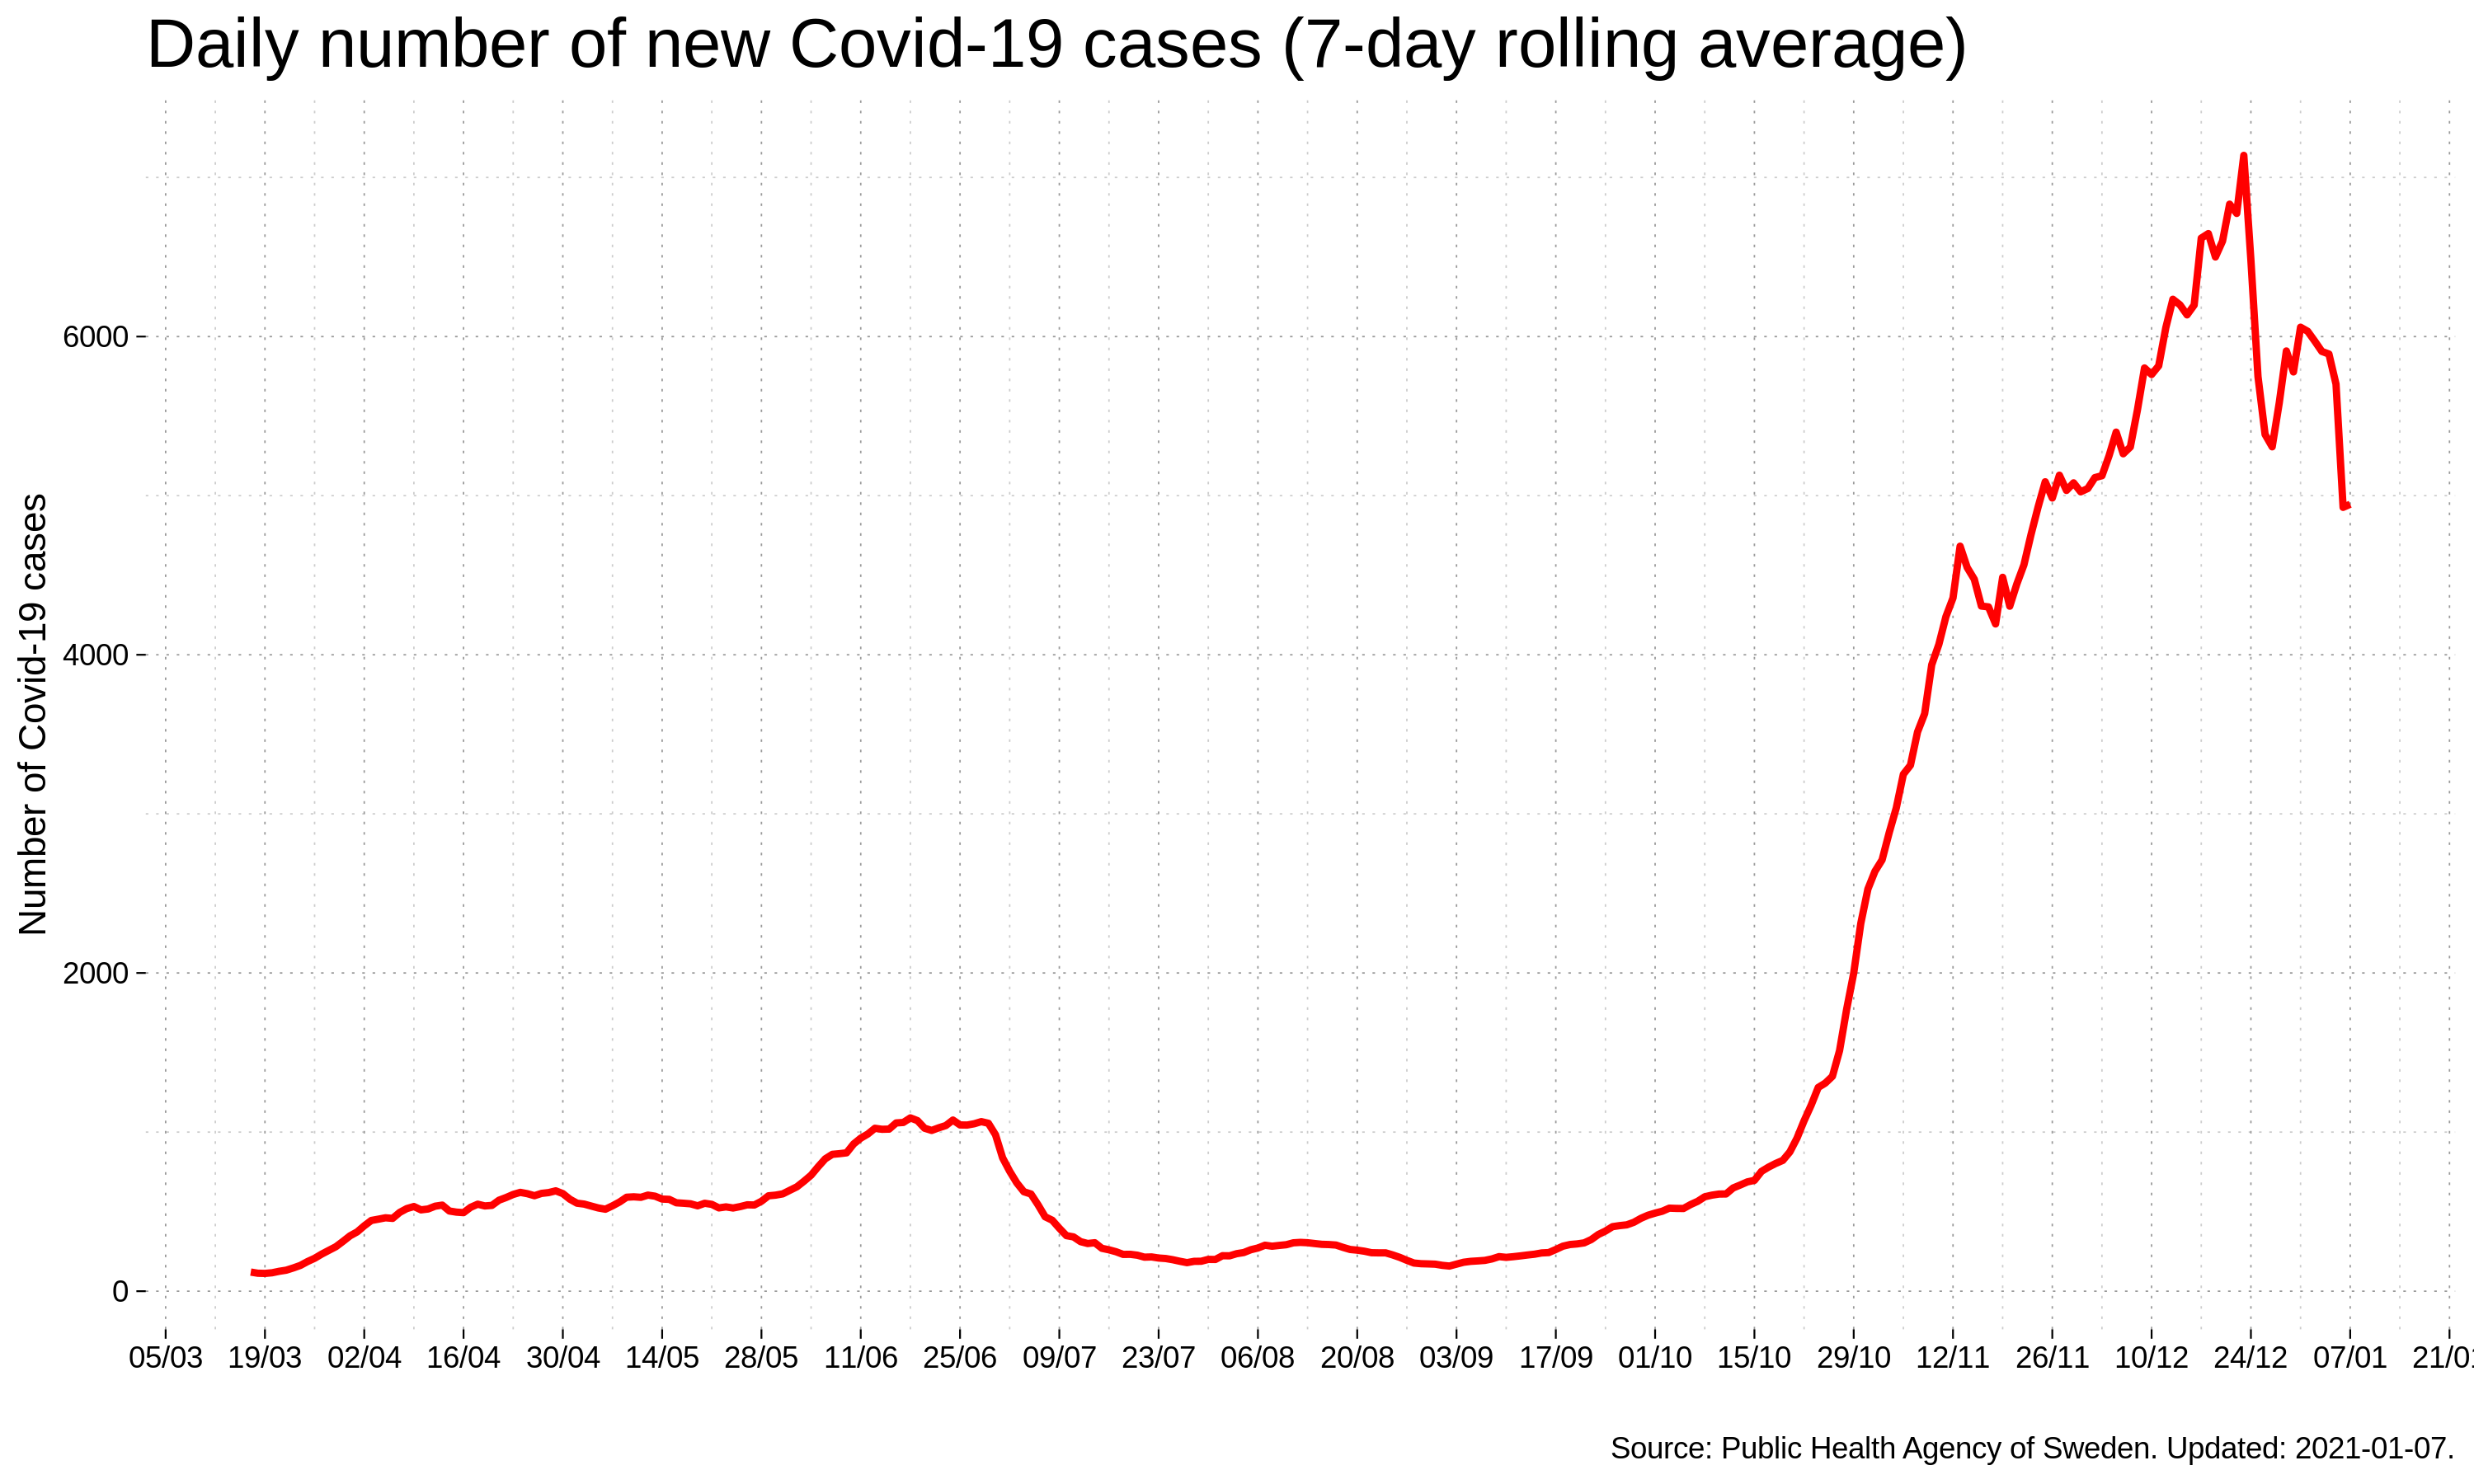 Daily number of new Covid-19 cases (7-day rolling average)
Number of Covid-19 cases
6000
4000
2000
0
05/03 19/03 02/04 16/04 30/04 14/05 28/05 11/06 25/06 09/07 23/07 06/08 20/08 03/09 17/09 01/10 15/10 29/10 12/11 26/11 10/12 24/12 07/01 21/01
Source: Public Health Agency of Sweden. Updated: 2021-01-07.